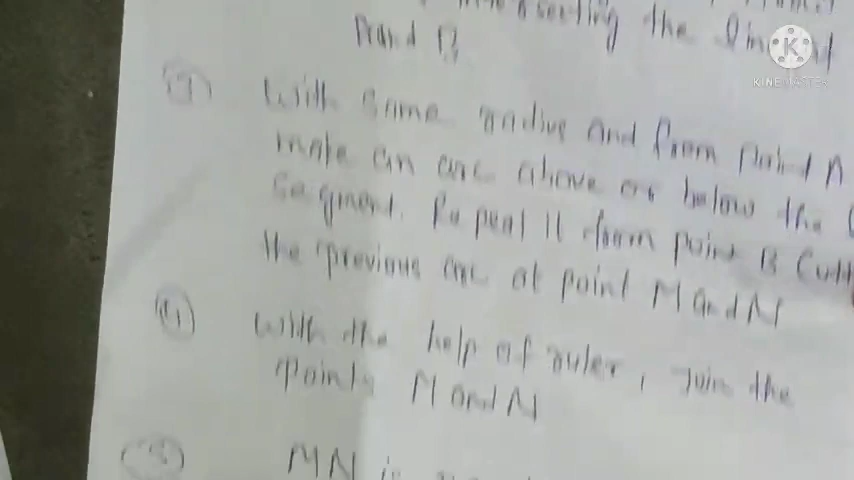 the line at
P and B
KINEMASTER
(3) With same radius and from point A
make an arc above or below the
segment. Repeat it from point B
the previous arc at point M and N
(4) With the help of ruler, join the
points M and N
(5) MN is